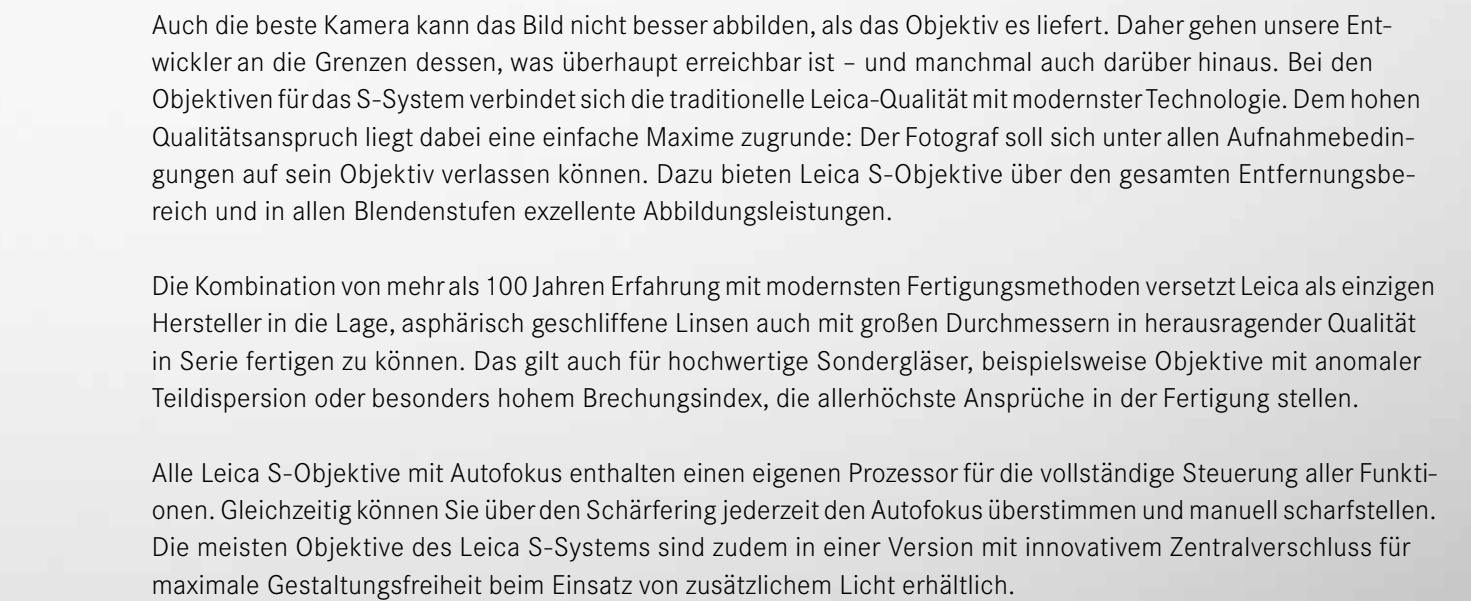 Auch die beste Kamera kann das Bild nicht besser abbilden, als das Objektiv es liefert. Daher gehen unsere Ent-
wickler an die Grenzen dessen, was überhaupt erreichbar ist – und manchmal auch darüber hinaus. Bei den
Objektiven für das S-System verbindet sich die traditionelle Leica-Qualität mit modernster Technologie. Dem hohen
Qualitätsanspruch liegt dabei eine einfache Maxime zugrunde: Der Fotograf soll sich unter allen Aufnahmebedin-
gungen auf sein Objektiv verlassen können. Dazu bieten Leica S-Objektive über den gesamten Entfernungsbe-
reich und in allen Blendenstufen exzellente Abbildungsleistungen.
Die Kombination von mehr als 100 Jahren Erfahrung mit modernsten Fertigungsmethoden versetzt Leica als einzigen
Hersteller in die Lage, asphärisch geschliffene Linsen auch mit großen Durchmessern in herausragender Qualität
in Serie fertigen zu können. Das gilt auch für hochwertige Sondergläser, beispielsweise Objektive mit anomaler
Teildispersion oder besonders hohem Brechungsindex, die allerhöchste Ansprüche in der Fertigung stellen.
Alle Leica S-Objektive mit Autofokus enthalten einen eigenen Prozessor für die vollständige Steuerung aller Funkti-
onen. Gleichzeitig können Sie über den Schärfering jederzeit den Autofokus überstimmen und manuell scharfstellen.
Die meisten Objektive des Leica S-Systems sind zudem in einer Version mit innovativem Zentralverschluss für
maximale Gestaltungsfreiheit beim Einsatz von zusätzlichem Licht erhältlich.